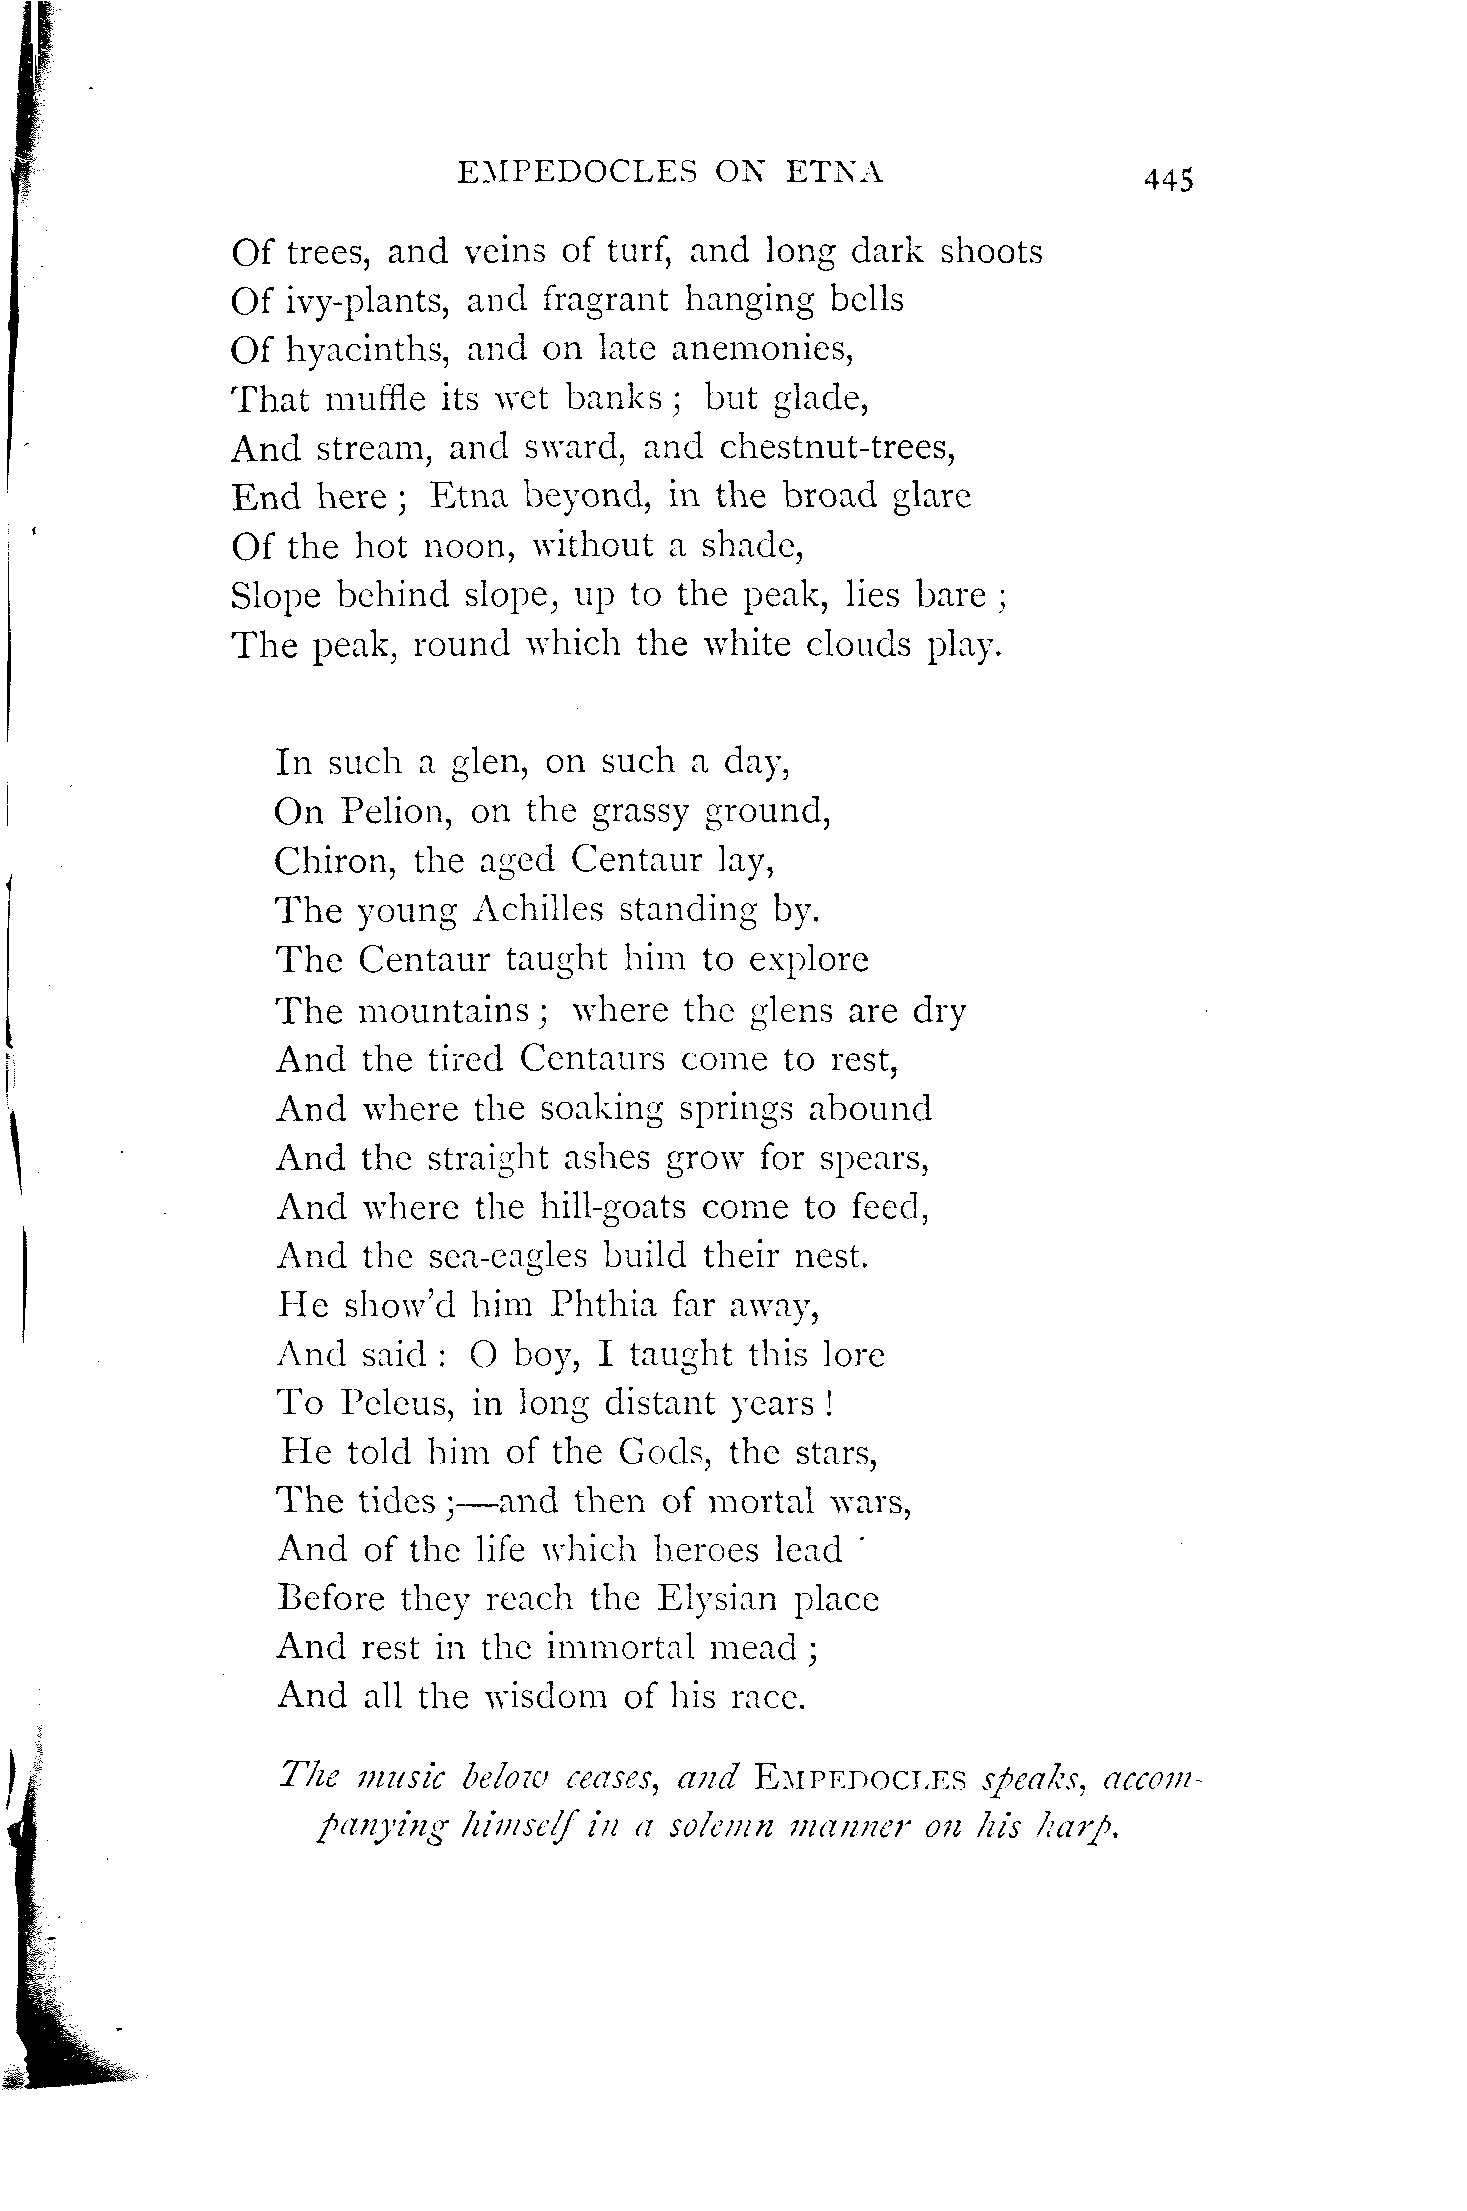 EMPEDOCLES ON ETNA 445
Of trees, and veins of turf, and long dark shoots
Of ivy-plants, and fragrant hanging bells
Of hyacinths, and on late anemonies,
That muffle its wet banks ; but glade,
And stream, and sward, and chestnut-trees,
End here ; Etna beyond, in the broad glare
Of the hot noon, without a shade,
Slope behind slope, up to the peak, lies bare ;
The peak, round which the white clouds play.
In such a glen, on such a day,
On Pelion, on the grassy ground,
Chiron, the aged Centaur lay,
The young Achilles standing by.
The Centaur taught him to explore
The mountains ; where the glens are dry
And the tired Centaurs come to rest,
And where the soaking springs abound
And the straight ashes grow for spears,
And where the hill-goats come to feed,
And the sea-eagles build their nest.
He show'd him Phthia far away,
And said : O boy, I taught this lore
To Peleus, in long distant years !
He told him of the Gods, the stars,
The tides ;—and then of mortal wars,
And of the life which heroes lead
Before they reach the Elysian place
And rest in the immortal mead ;
And all the wisdom of his race.
The music below ceases, and EMPEDOCLES speaks, accom-
panying himself in a solemn manner on his harp.